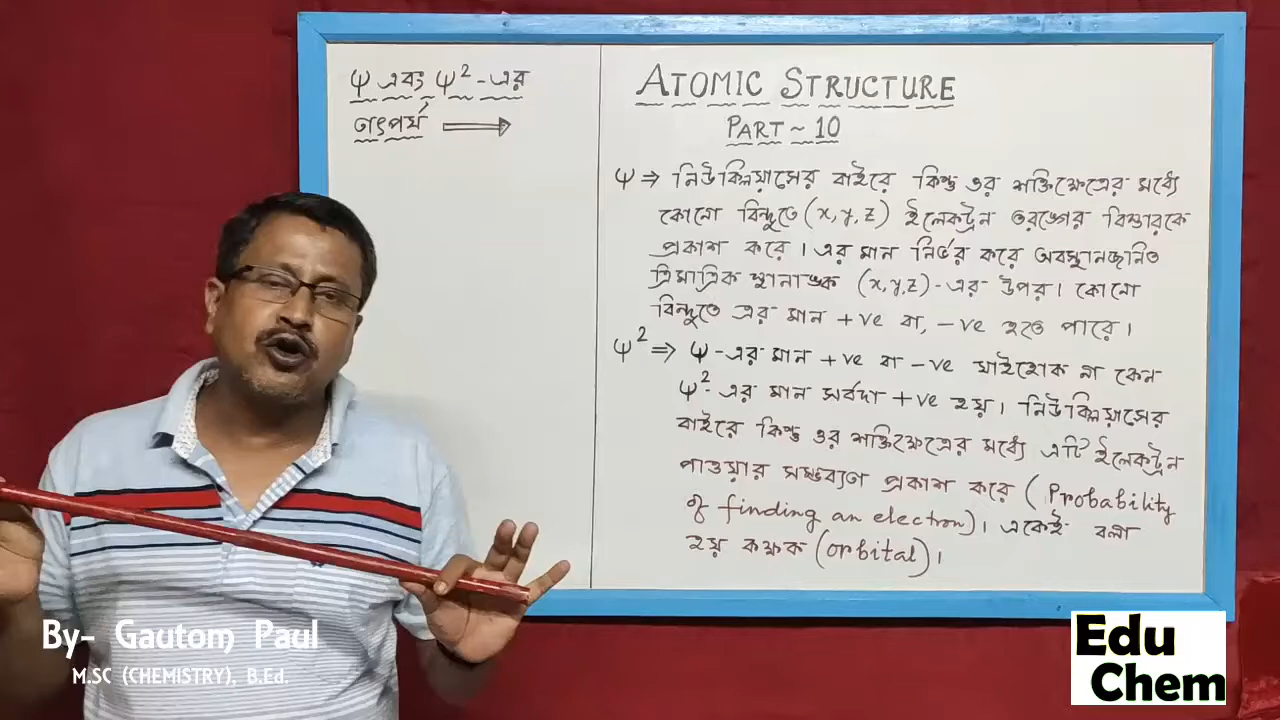 ψ এবং ψ²-এর
তাৎপর্য ⟹
ATOMIC STRUCTURE
PART~10
ψ ⇒ নিউক্লিয়াসের বাইরে কিন্তু ওর শক্তিক্ষেত্রের মধ্যে
কোনো বিন্দুতে (x, y, z) ইলেকট্রন তরঙ্গের বিস্তারকে
প্রকাশ করে। এর মান নির্ভর করে অবস্থানজনিত
ত্রিমাত্রিক স্থানাঙ্ক (x, y, z)-এর উপর। কোনো
বিন্দুতে এর মান +ve বা, -ve হতে পারে।
ψ² ⇒ ψ-এর মান +ve বা -ve যাইহোক না কেন
ψ²-এর মান সর্বদা +ve হয়। নিউক্লিয়াসের
বাইরে কিন্তু ওর শক্তিক্ষেত্রের মধ্যে এটি ইলেকট্রন
পাওয়ার সম্ভব্যতা প্রকাশ করে (Probability
of finding an electron)। একেই বলা
হয় কক্ষক (orbital)।
By- Gautom Paul
M.SC (CHEMISTRY), B.Ed.
Edu
Chem